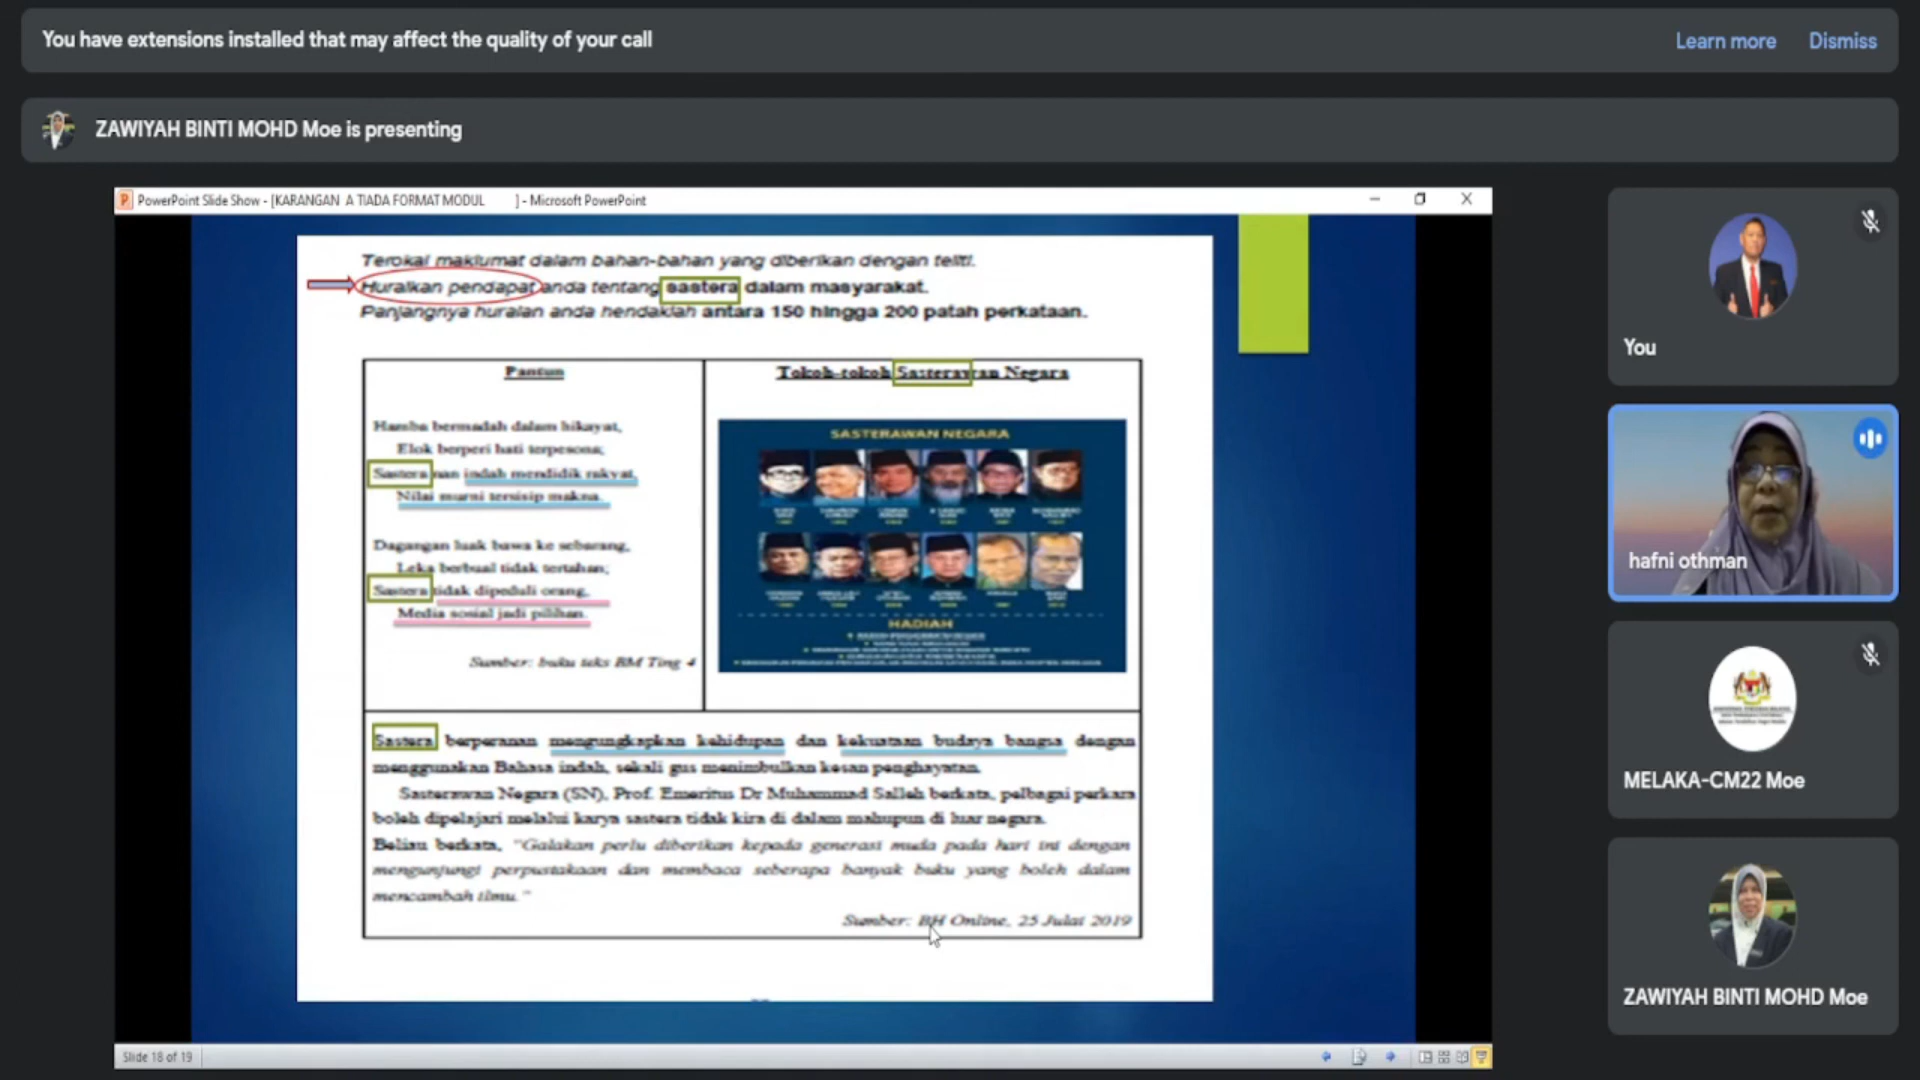 You have extensions installed that may affect the quality of your call
Learn more
Dismiss
ZAWIYAH BINTI MOHD Moe is presenting
PowerPoint Slide Show - [KARANGAN A TIADA FORMAT MODUL ] - Microsoft PowerPoint
Terokai maklumat dalam bahan-bahan yang diberikan dengan teliti.
Huraikan pendapat anda tentang sastera dalam masyarakat.
Panjangnya huraian anda hendaklah antara 150 hingga 200 patah perkataan.
Pantun
Hamba bermadah dalam hikayat,
Elok berperi hati terpesona;
Sastera nan indah mendidik rakyat,
Nilai murni tersisip makna.
Dagangan luak bawa ke sebarang,
Leka berbual tidak tertahan;
Sastera tidak dipeduli orang,
Media sosial jadi pilihan.
Sumber: buku teks BM Ting 4
Tokoh-tokoh Sasterawan Negara
SASTERAWAN NEGARA
HADIAH
Sastera berperanan mengungkapkan kehidupan dan kekuatan budaya bangsa dengan
menggunakan Bahasa indah, sekali gus menimbulkan kesan penghayatan.
Sasterawan Negara (SN), Prof. Emeritus Dr Muhammad Salleh berkata, pelbagai perkara
boleh dipelajari melalui karya sastera tidak kira di dalam mahupun di luar negara.
Beliau berkata, "Galakan perlu diberikan kepada generasi muda pada hari ini dengan
mengunjungi perpustakaan dan membaca seberapa banyak buku yang boleh dalam
mencambah ilmu."
Sumber: BH Online, 25 Julai 2019
Slide 18 of 19
You
hafni othman
MELAKA-CM22 Moe
ZAWIYAH BINTI MOHD Moe